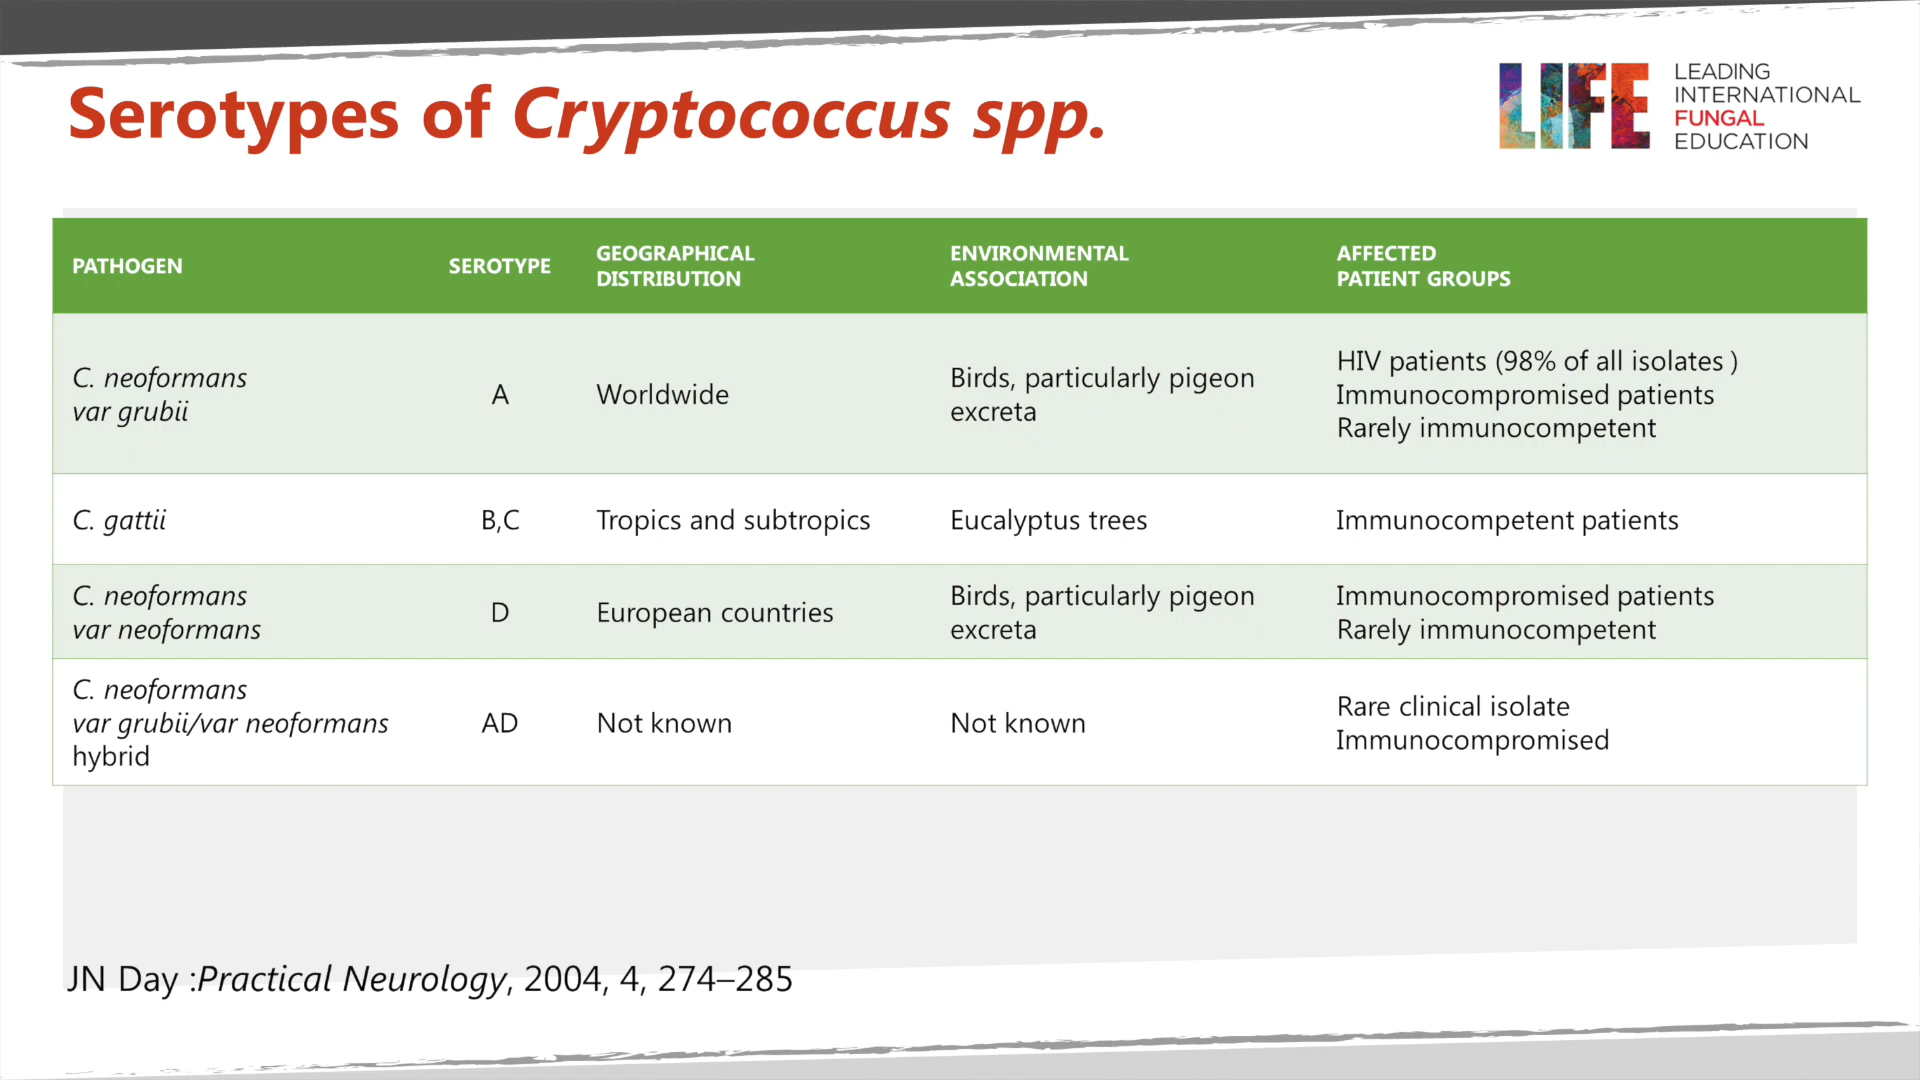 Serotypes of Cryptococcus spp.
LIFE
LEADING
INTERNATIONAL
FUNGAL
EDUCATION
PATHOGEN
SEROTYPE
GEOGRAPHICAL
DISTRIBUTION
ENVIRONMENTAL
ASSOCIATION
AFFECTED
PATIENT GROUPS
C. neoformans
var grubii
A
Worldwide
Birds, particularly pigeon
excreta
HIV patients (98% of all isolates )
Immunocompromised patients
Rarely immunocompetent
C. gattii
B,C
Tropics and subtropics
Eucalyptus trees
Immunocompetent patients
C. neoformans
var neoformans
D
European countries
Birds, particularly pigeon
excreta
Immunocompromised patients
Rarely immunocompetent
C. neoformans
var grubii/var neoformans
hybrid
AD
Not known
Not known
Rare clinical isolate
Immunocompromised
JN Day :Practical Neurology, 2004, 4, 274–285